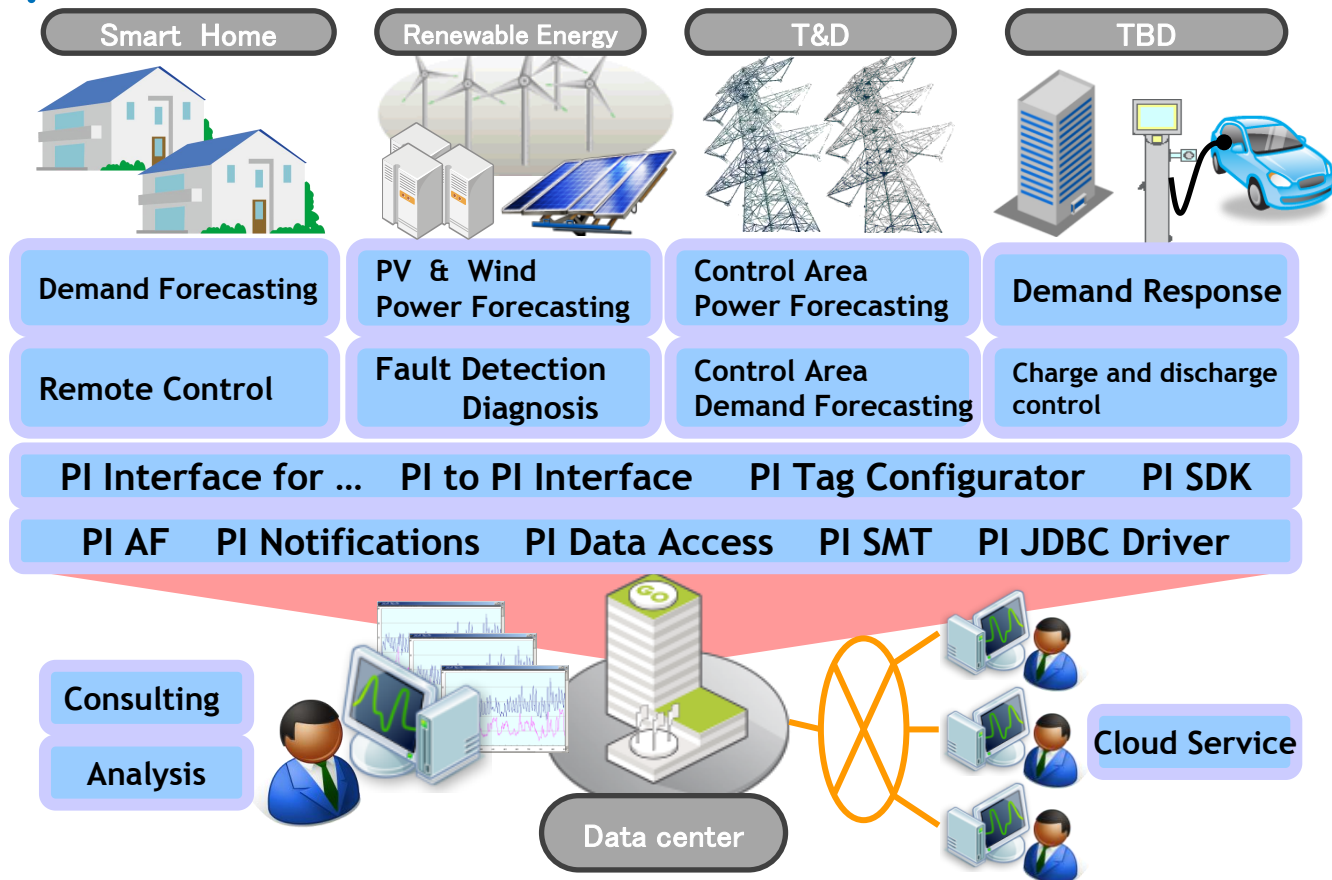 Smart Home
Renewable Energy
T&D
TBD
Demand Forecasting
PV & Wind
Power Forecasting
Control Area
Power Forecasting
Demand Response
Remote Control
Fault Detection
Diagnosis
Control Area
Demand Forecasting
Charge and discharge
control
PI Interface for … PI to PI Interface PI Tag Configurator PI SDK
PI AF PI Notifications PI Data Access PI SMT PI JDBC Driver
GO
Consulting
Analysis
Cloud Service
Data center